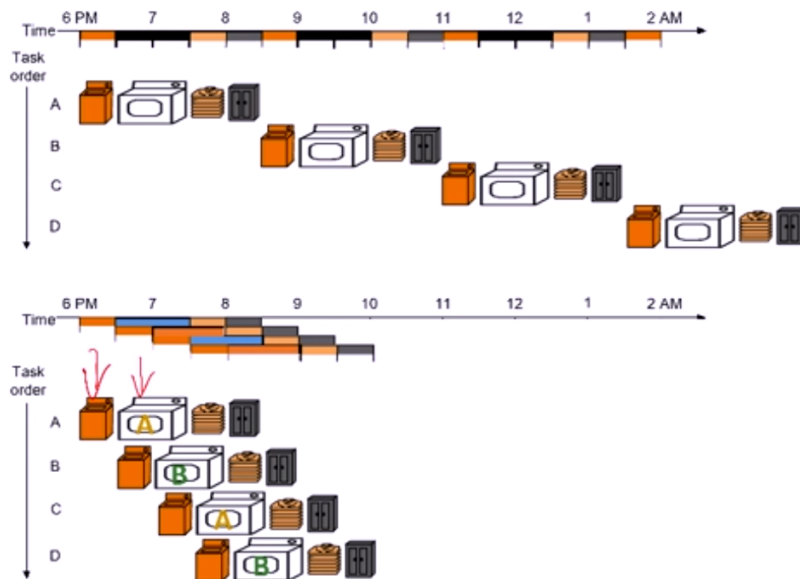 6 PM 7 8 9 10 11 12 1 2 AM
Time
Task
order
A
B
C
D
6 PM 7 8 9 10 11 12 1 2 AM
Time
Task
order
A A
B B
C A
D B